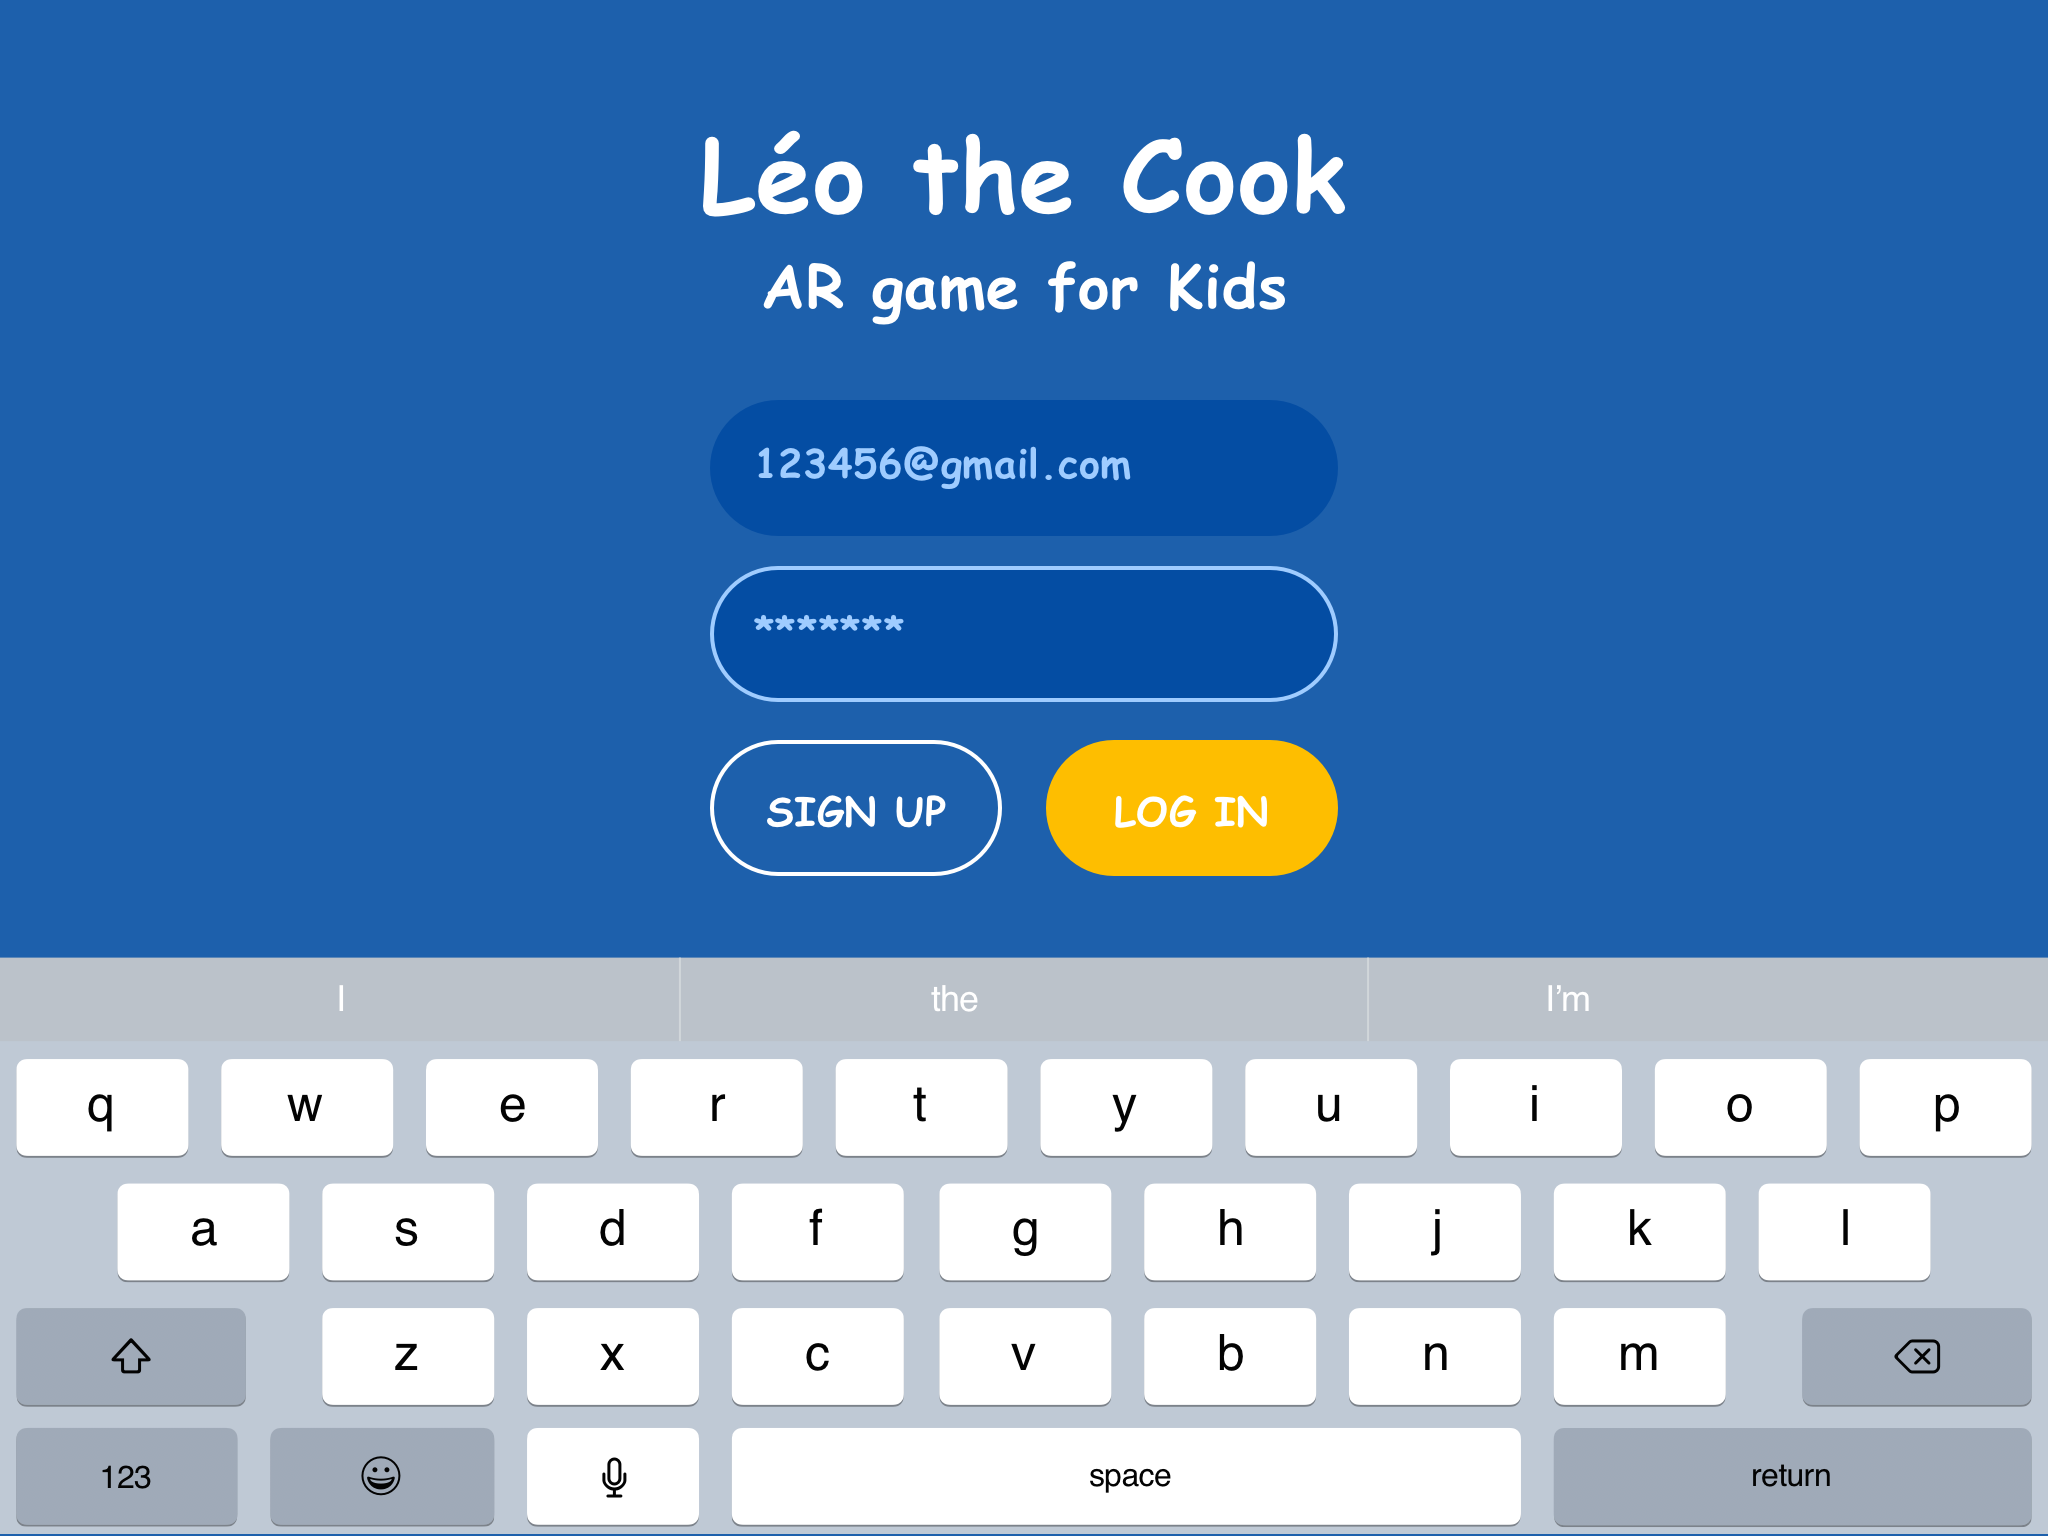 Léo the Cook
AR game for Kids
123456@gmail.com
*******
SIGN UP LOG IN
I the I’m
q w e r t y u i o p
a s d f g h j k l
z x c v b n m
123 space return